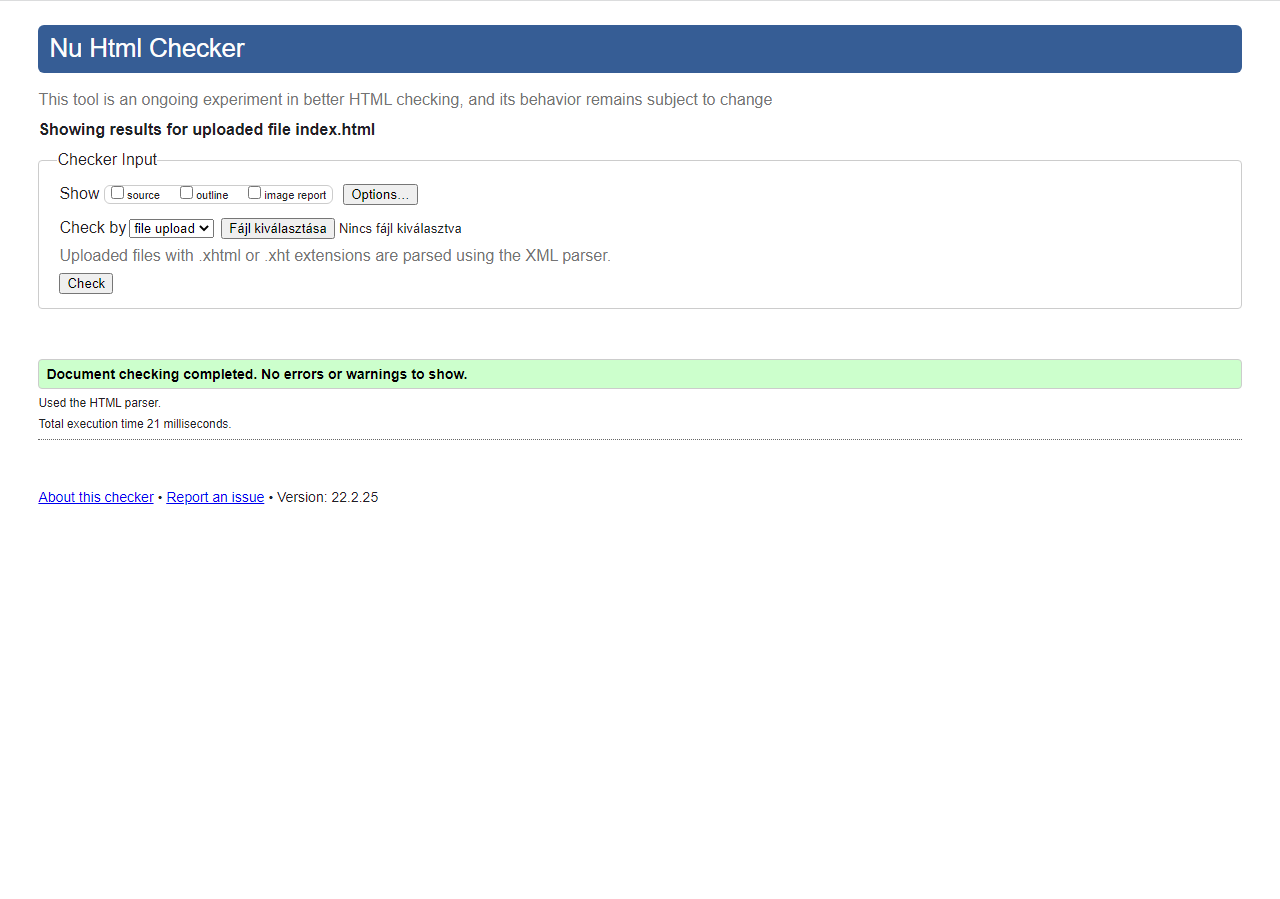 Nu Html Checker
This tool is an ongoing experiment in better HTML checking, and its behavior remains subject to change
Showing results for uploaded file index.html
Checker Input
Show source outline image report Options...
Check by file upload Fájl kiválasztása Nincs fájl kiválasztva
Uploaded files with .xhtml or .xht extensions are parsed using the XML parser.
Check
Document checking completed. No errors or warnings to show.
Used the HTML parser.
Total execution time 21 milliseconds.
About this checker • Report an issue • Version: 22.2.25